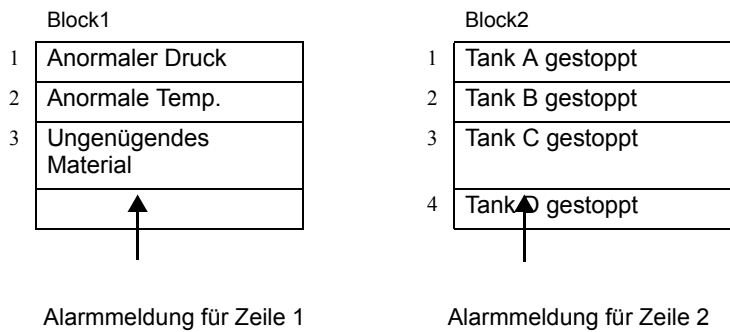 Block1
1 Anormaler Druck
2 Anormale Temp.
3 Ungenügendes
Material
Alarmmeldung für Zeile 1
Block2
1 Tank A gestoppt
2 Tank B gestoppt
3 Tank C gestoppt
4 Tank D gestoppt
Alarmmeldung für Zeile 2